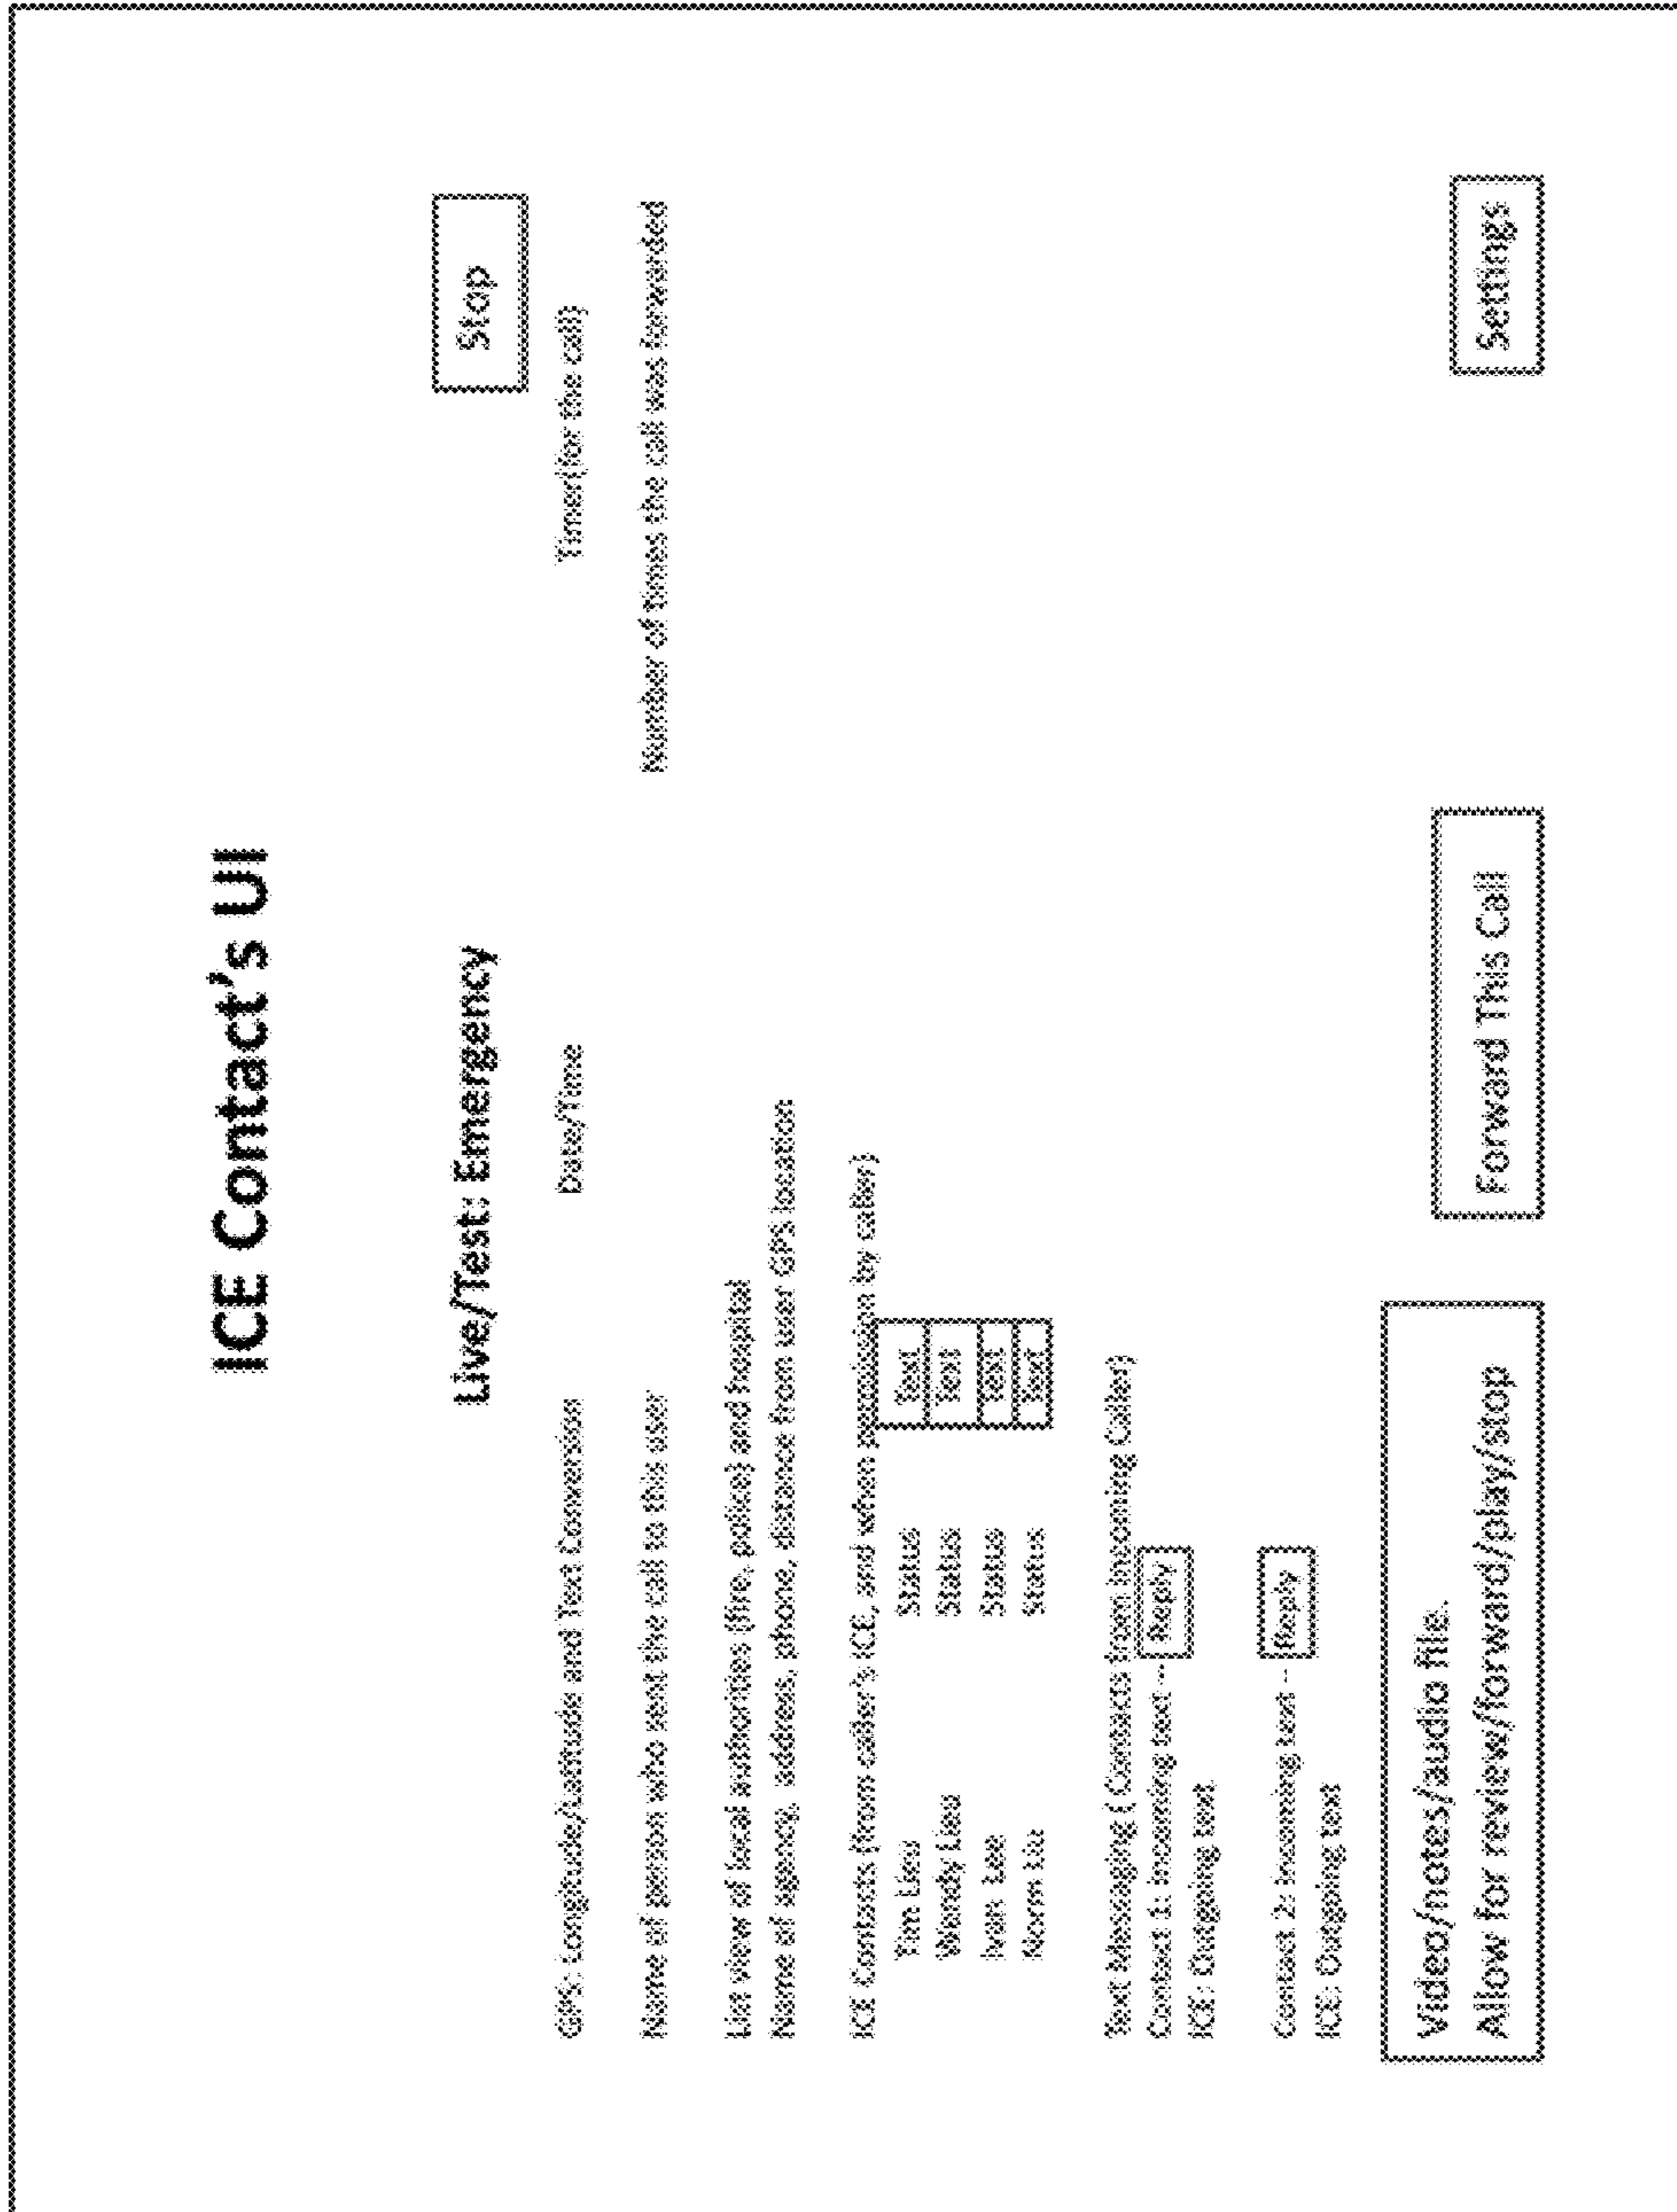 ICE Contact's UI
Live/Test: Emergency
Stop
GPS: Longitude/Latitude and Text Conversion
Date/Time
Timer(for the call)
Name of person who sent the call to this user
Number of times the call was forwarded
List view of local authorities (fire, police) and hospital
Name of agency, address, phone, distance from user GPS location
ICE Contacts (from caller's ICE, and when permission by caller)
Tim Lieu Status Text
Wendy Lieu Status Text
Ivan Lee Status Text
Norm Liu Status Text
Text Messaging ( Contacts from Incoming Caller)
Contact 1: Incoming text -- Reply
ICE: Outgoing text
Contact 2: Incoming text -- Reply
ICE: Outgoing text
Video/notes/audio file.
Allow for review/forward/play/stop
Forward This Call
Settings